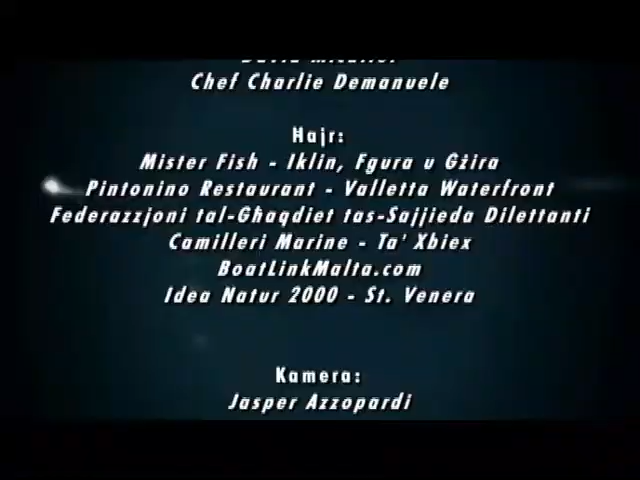 Chef Charlie Demanuele
Hajr:
Mister Fish - Iklin, Fgura u Gżira
Pintonino Restaurant - Valletta Waterfront
Federazzjoni tal-Għaqdiet tas-Sajjieda Dilettanti
Camilleri Marine - Ta' Xbiex
BoatLinkMalta.com
Idea Natur 2000 - St. Venera
Kamera:
Jasper Azzopardi